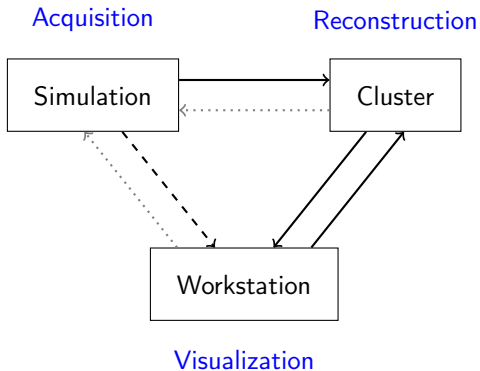 Acquisition
Reconstruction
Simulation
Cluster
Workstation
Visualization